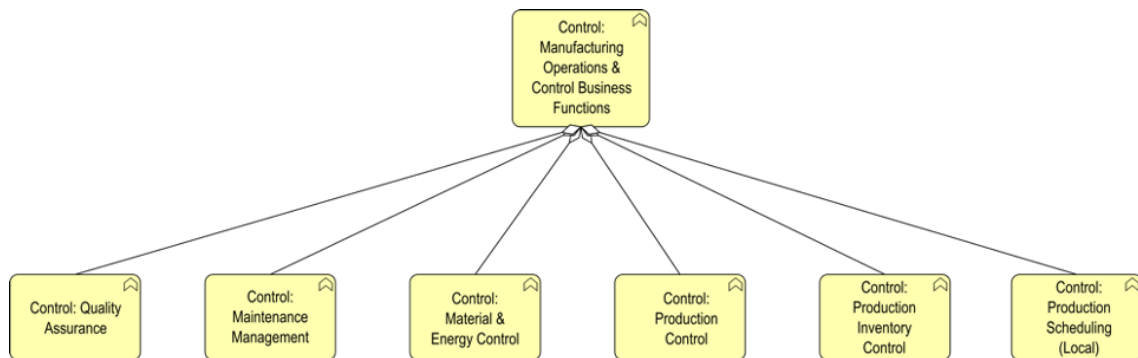 Control:
Manufacturing
Operations &
Control Business
Functions
Control: Quality
Assurance
Control:
Maintenance
Management
Control:
Material &
Energy Control
Control:
Production
Control
Control:
Production
Inventory
Control
Control:
Production
Scheduling
(Local)